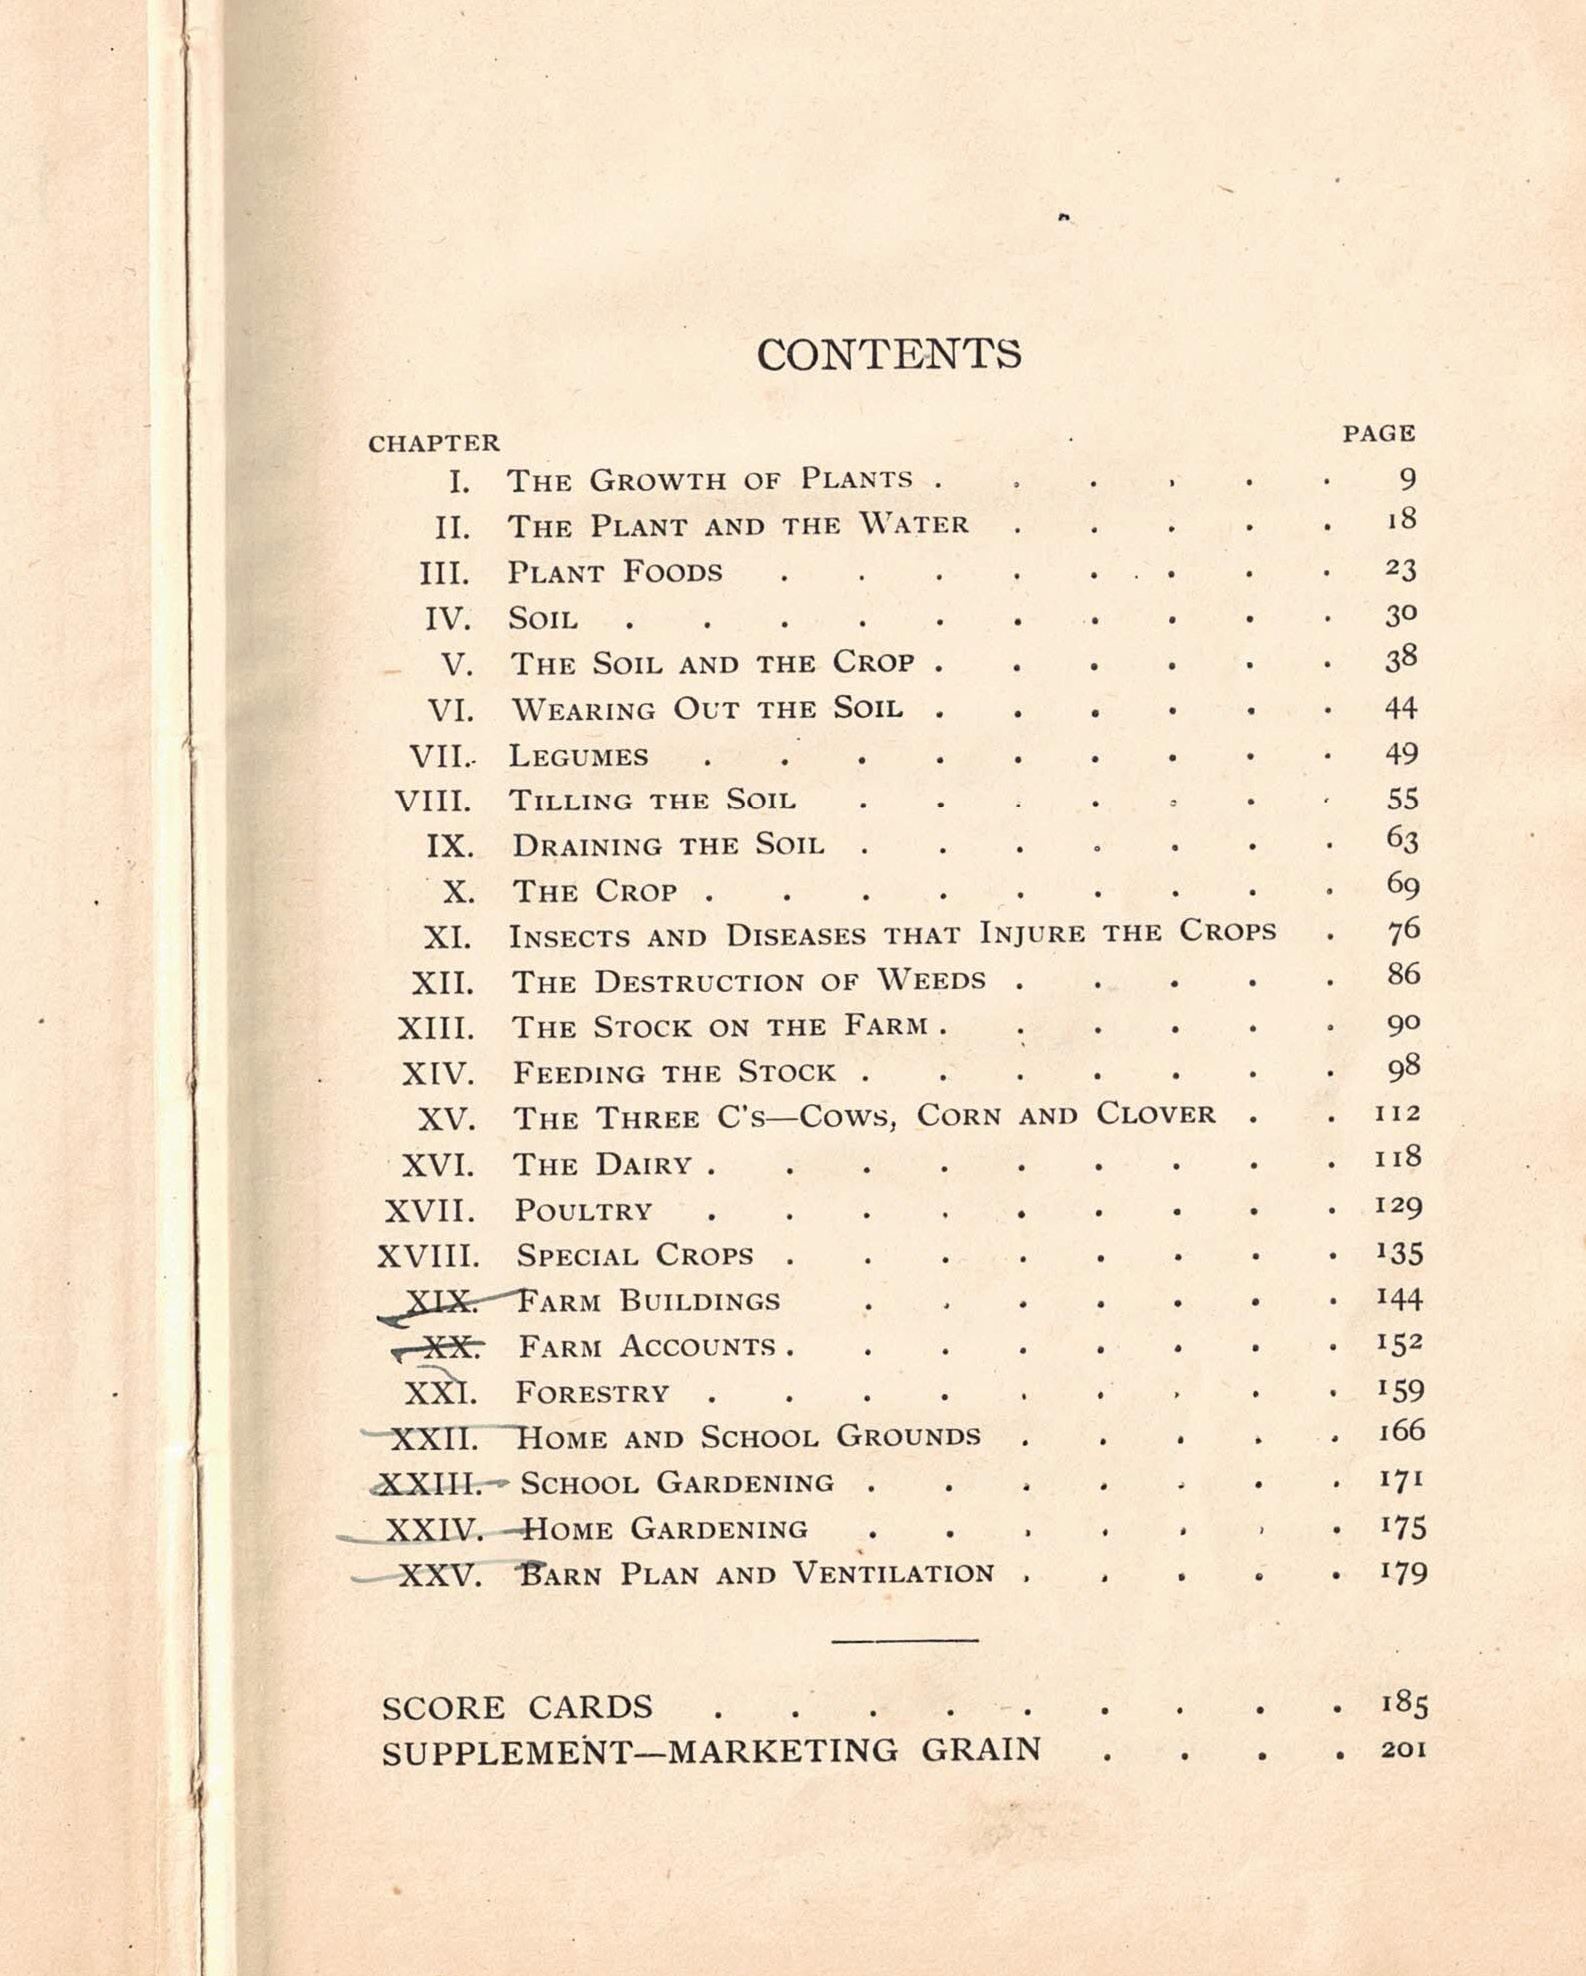 CONTENTS
CHAPTER PAGE
I. THE GROWTH OF PLANTS . . . . . . 9
II. THE PLANT AND THE WATER . . . . . 18
III. PLANT FOODS . . . . . . . . 23
IV. SOIL . . . . . . . . . . 30
V. THE SOIL AND THE CROP . . . . . . 38
VI. WEARING OUT THE SOIL . . . . . . 44
VII. LEGUMES . . . . . . . . . 49
VIII. TILLING THE SOIL . . . . . . . 55
IX. DRAINING THE SOIL . . . . . . . 63
X. THE CROP . . . . . . . . . 69
XI. INSECTS AND DISEASES THAT INJURE THE CROPS . 76
XII. THE DESTRUCTION OF WEEDS . . . . . 86
XIII. THE STOCK ON THE FARM . . . . . . 90
XIV. FEEDING THE STOCK . . . . . . . 98
XV. THE THREE C's—COWS, CORN AND CLOVER . . 112
XVI. THE DAIRY . . . . . . . . . 118
XVII. POULTRY . . . . . . . . . 129
XVIII. SPECIAL CROPS . . . . . . . . 135
XIX. FARM BUILDINGS . . . . . . . 144
XX. FARM ACCOUNTS . . . . . . . . 152
XXI. FORESTRY . . . . . . . . . 159
XXII. HOME AND SCHOOL GROUNDS . . . . . 166
XXIII. SCHOOL GARDENING . . . . . . . 171
XXIV. HOME GARDENING . . . . . . . 175
XXV. BARN PLAN AND VENTILATION . . . . . 179
SCORE CARDS . . . . . . . . . 185
SUPPLEMENT—MARKETING GRAIN . . . . 201